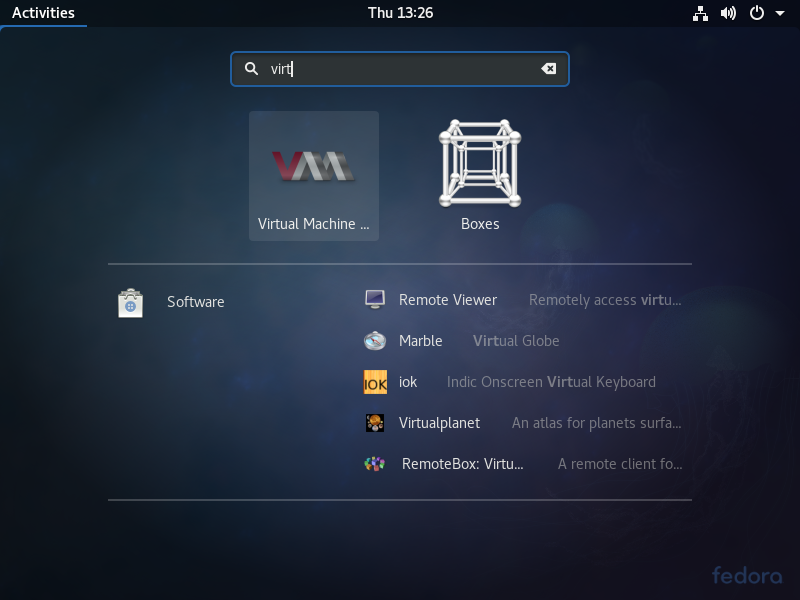 Activities
Thu 13:26
virt
VMM
Virtual Machine ...
Boxes
Software
Remote Viewer Remotely access virtu...
Marble Virtual Globe
IOK iok Indic Onscreen Virtual Keyboard
Virtualplanet An atlas for planets surfa...
RemoteBox: Virtu... A remote client fo...
fedora